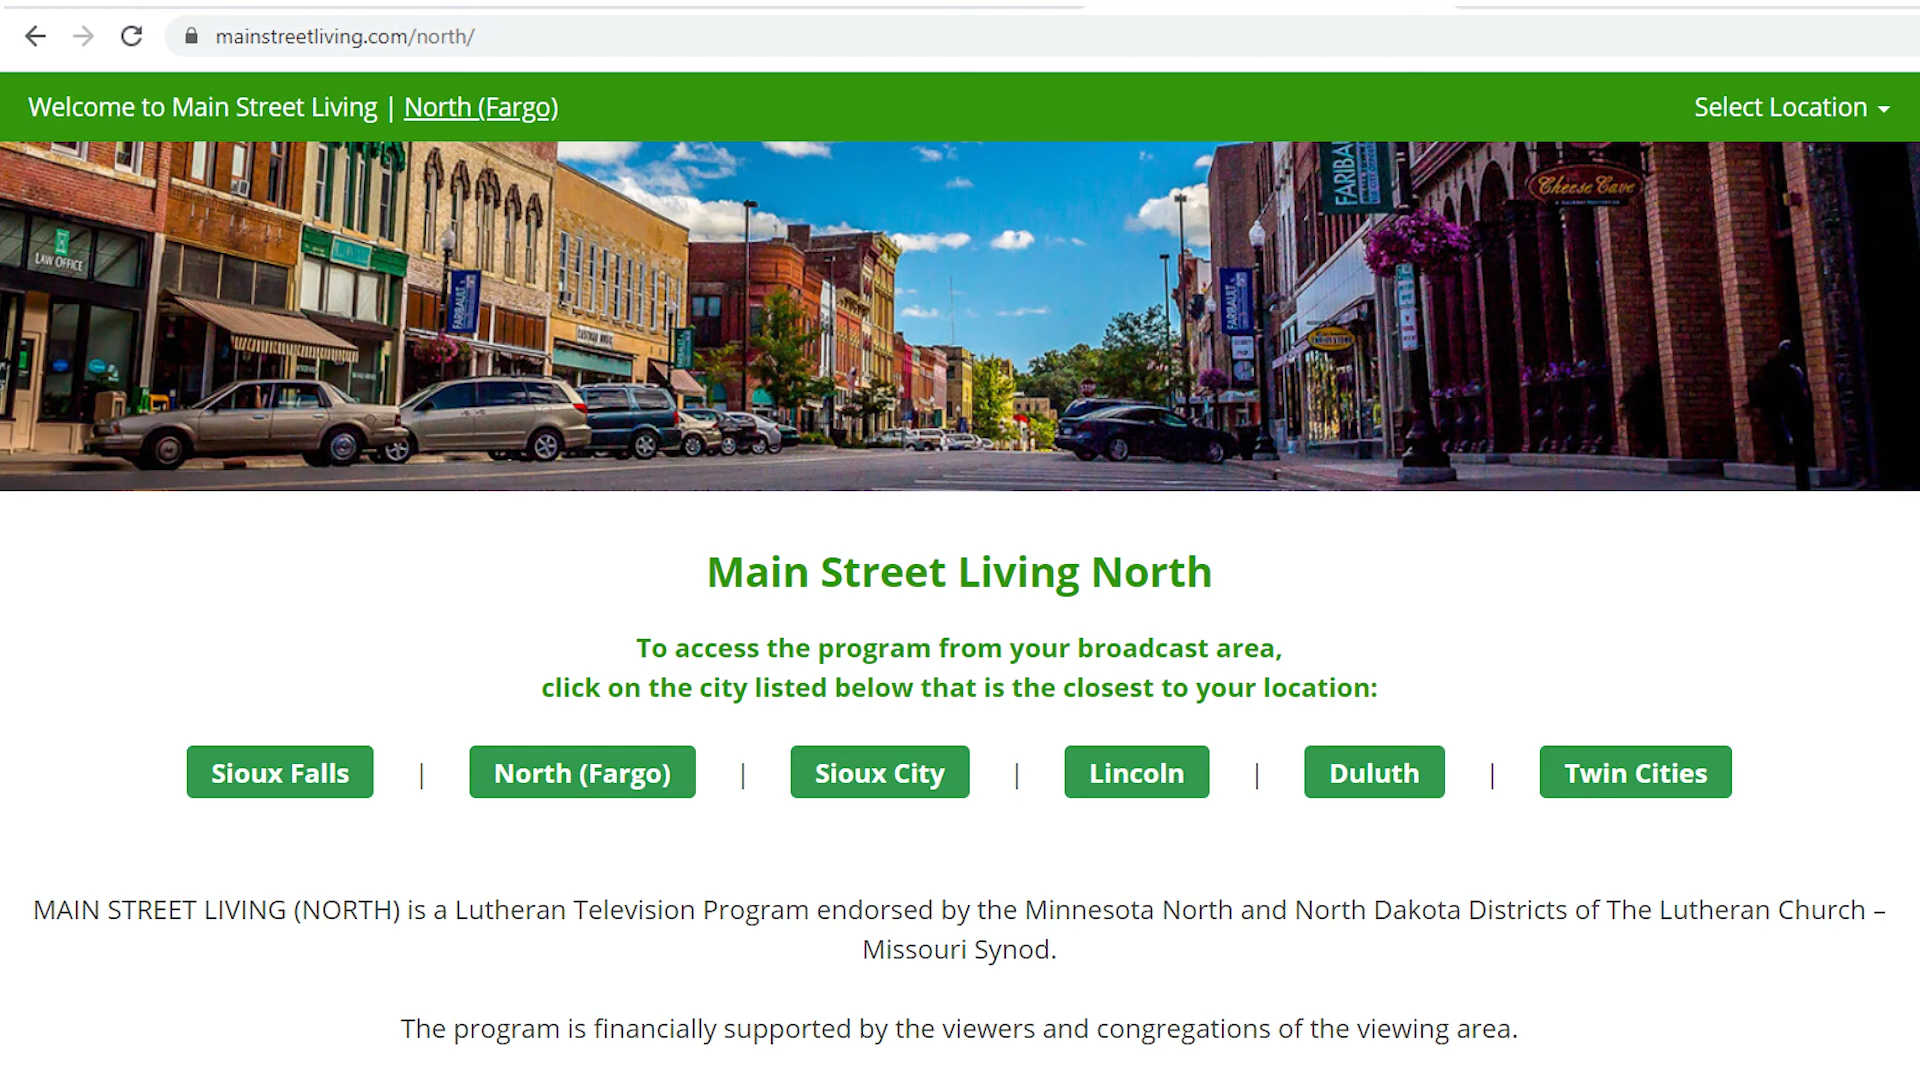 mainstreetliving.com/north/
Welcome to Main Street Living | North (Fargo)
Select Location
LAW OFFICE
FARIBAULT
FARIBAULT
FARIBA
Cheese Cave
Main Street Living North
To access the program from your broadcast area,
click on the city listed below that is the closest to your location:
Sioux Falls | North (Fargo) | Sioux City | Lincoln | Duluth | Twin Cities
MAIN STREET LIVING (NORTH) is a Lutheran Television Program endorsed by the Minnesota North and North Dakota Districts of The Lutheran Church –
Missouri Synod.
The program is financially supported by the viewers and congregations of the viewing area.